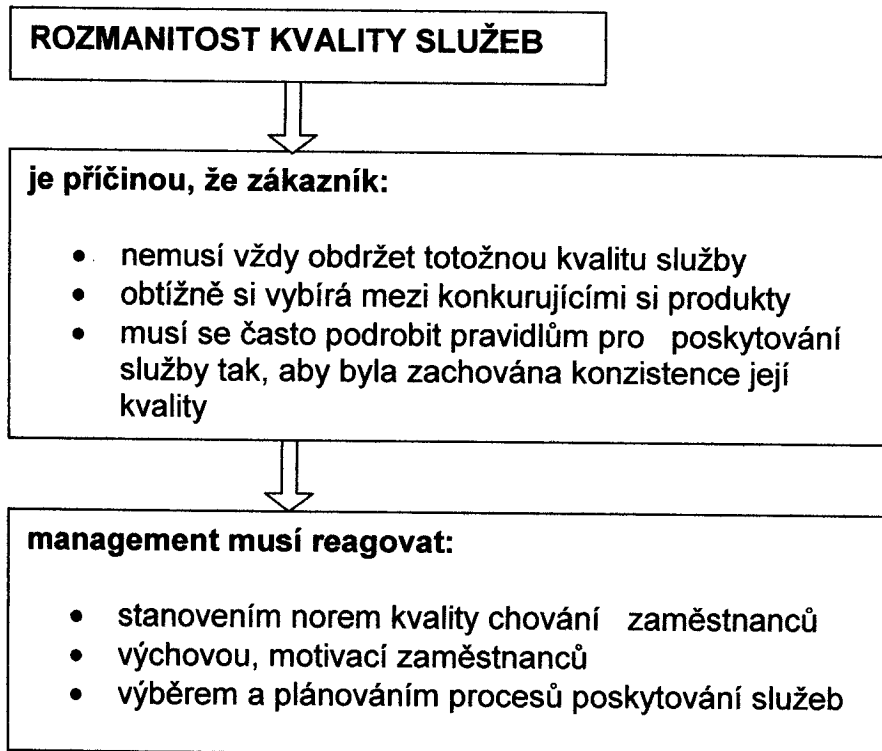 ROZMANITOST KVALITY SLUŽEB
je příčinou, že zákazník:
• nemusí vždy obdržet totožnou kvalitu služby
• obtížně si vybírá mezi konkurujícími si produkty
• musí se často podrobit pravidlům pro poskytování
služby tak, aby byla zachována konzistence její
kvality
management musí reagovat:
• stanovením norem kvality chování zaměstnanců
• výchovou, motivací zaměstnanců
• výběrem a plánováním procesů poskytování služeb